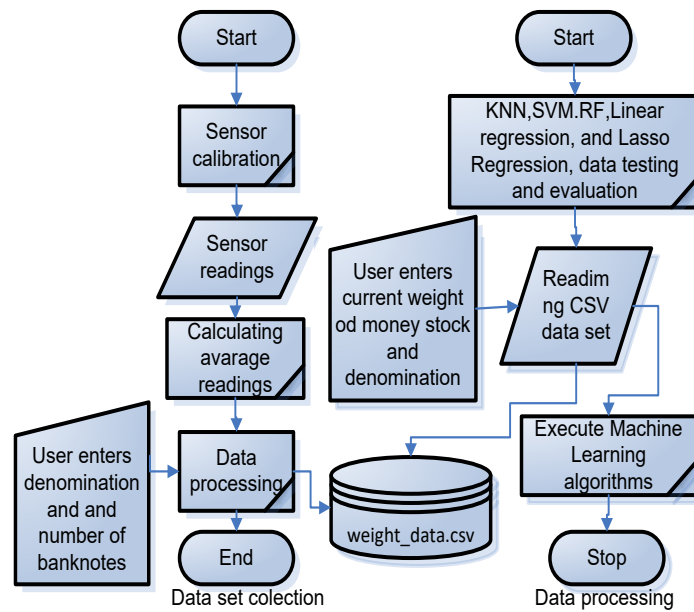 Start
Sensor
calibration
Sensor
readings
Calculating
avarage
readings
User enters
denomination
and and
number of
banknotes
Data
processing
End
Data set colection
weight_data.csv
Start
KNN,SVM.RF,Linear
regression, and Lasso
Regression, data testing
and evaluation
User enters
current weight
od money stock
and
denomination
Readim
ng CSV
data set
Execute Machine
Learning
algorithms
Stop
Data processing